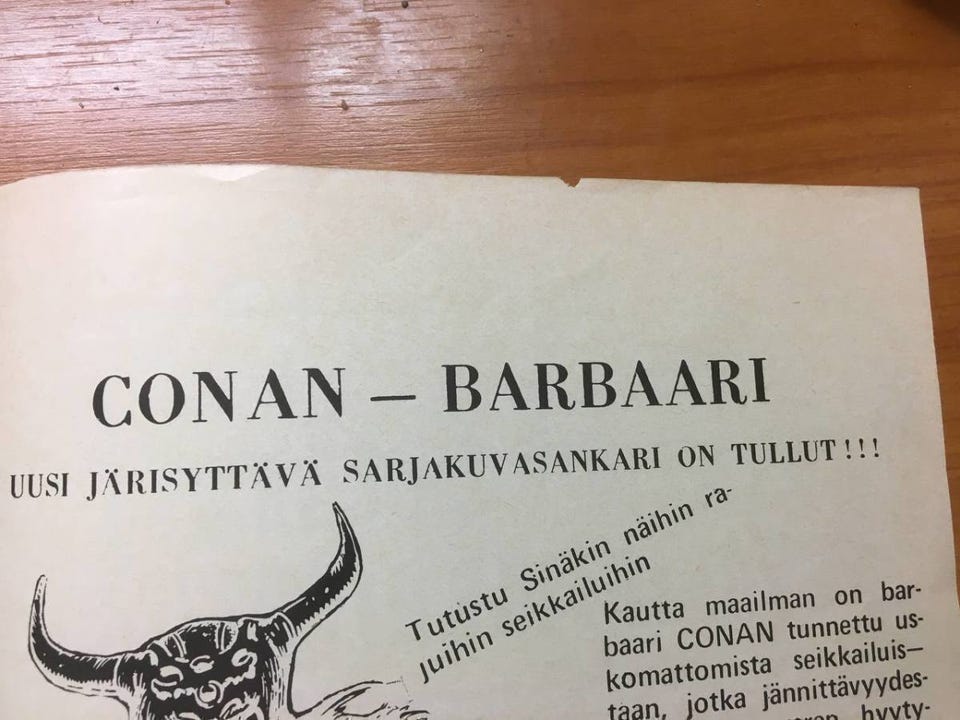 CONAN – BARBAARI
UUSI JÄRISYTTÄVÄ SARJAKUVASANKARI ON TULLUT!!!
Tutustu Sinäkin näihin ra-
juihin seikkailuihin
Kautta maailman on bar-
baari CONAN tunnettu us-
komattomista seikkailuis–
taan, jotka jännittävyydes-
hyyty-